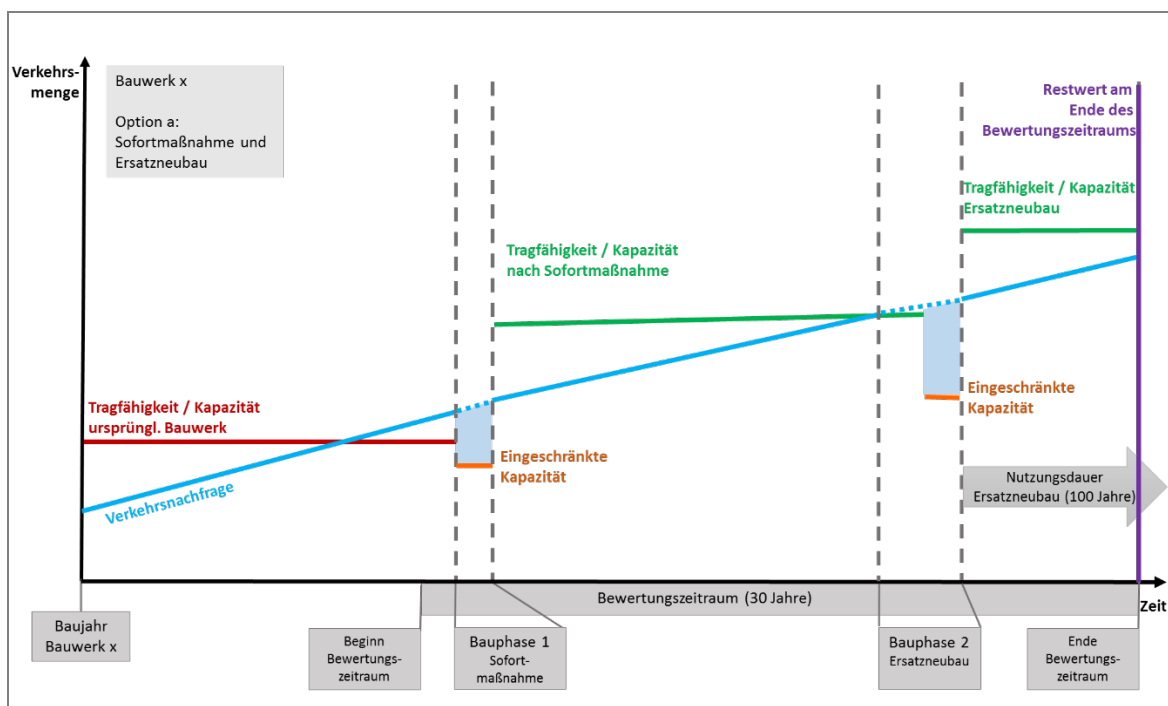 Verkehrs-
menge
Bauwerk x
Option a:
Sofortmaßnahme und
Ersatzneubau
Restwert am
Ende des
Bewertungszeitraums
Tragfähigkeit / Kapazität
Ersatzneubau
Tragfähigkeit / Kapazität
nach Sofortmaßnahme
Tragfähigkeit / Kapazität
ursprüngl. Bauwerk
Eingeschränkte
Kapazität
Eingeschränkte
Kapazität
Verkehrsnachfrage
Nutzungsdauer
Ersatzneubau (100 Jahre)
Bewertungszeitraum (30 Jahre)
Zeit
Baujahr
Bauwerk x
Beginn
Bewertungs-
zeitraum
Bauphase 1
Sofort-
maßnahme
Bauphase 2
Ersatzneubau
Ende
Bewertungs-
zeitraum